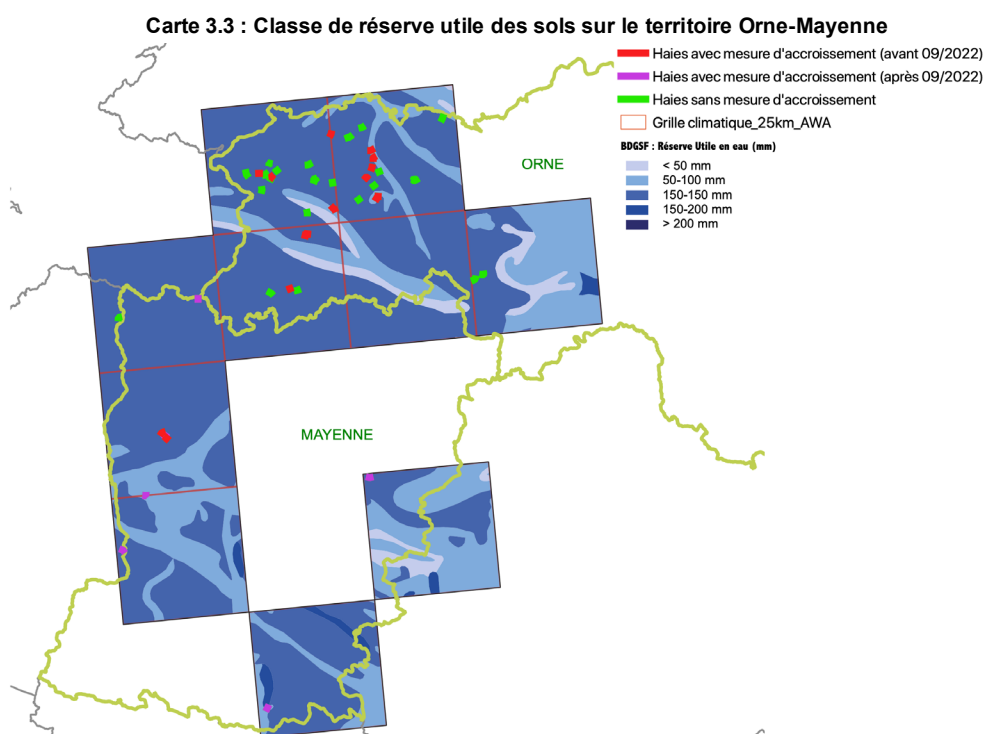 Carte 3.3 : Classe de réserve utile des sols sur le territoire Orne-Mayenne
Haies avec mesure d'accroissement (avant 09/2022)
Haies avec mesure d'accroissement (après 09/2022)
Haies sans mesure d'accroissement
Grille climatique_25km_AWA
BDGSF : Réserve Utile en eau (mm)
< 50 mm
50-100 mm
150-150 mm
150-200 mm
> 200 mm
ORNE
MAYENNE